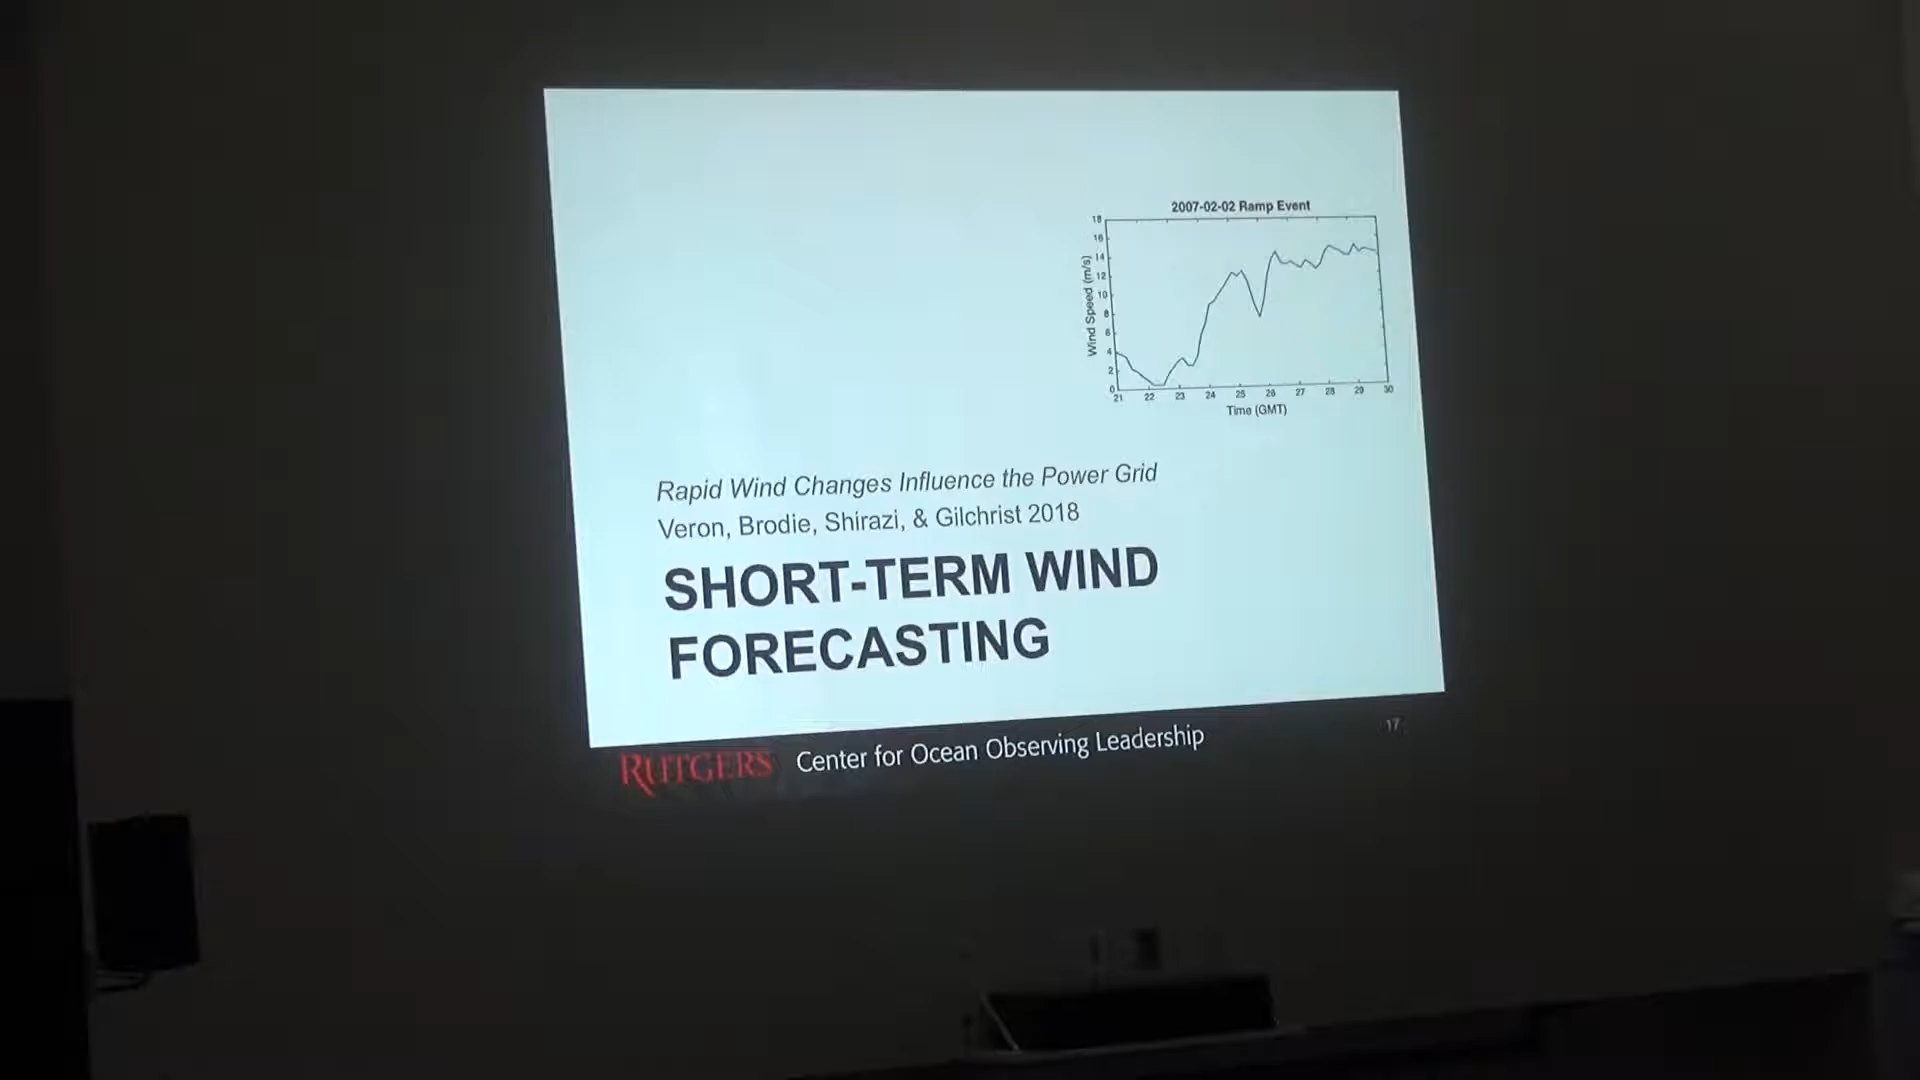 2007-02-02 Ramp Event
18
16
14
12
10
8
6
4
2
0
Wind Speed (m/s)
21 22 23 24 25 26 27 28 29 30
Time (GMT)
Rapid Wind Changes Influence the Power Grid
Veron, Brodie, Shirazi, & Gilchrist 2018
SHORT-TERM WIND
FORECASTING
RUTGERS Center for Ocean Observing Leadership
17